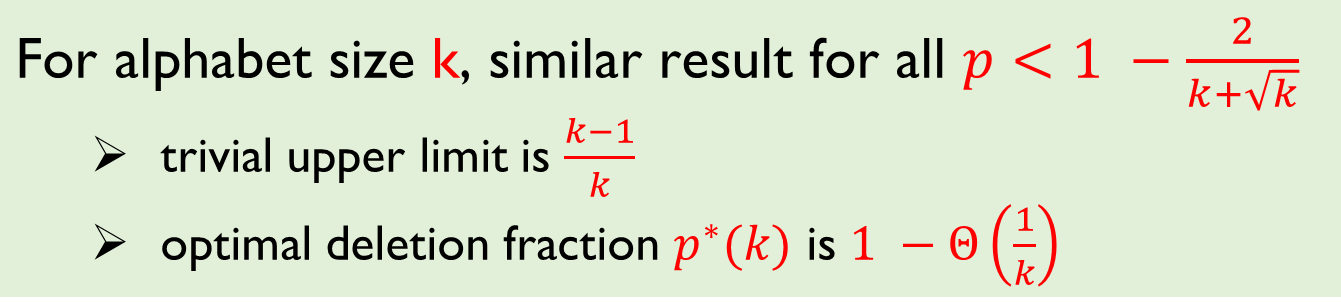 For alphabet size k, similar result for all p < 1 − 2/(k+√k)
➢ trivial upper limit is (k−1)/k
➢ optimal deletion fraction p*(k) is 1 − Θ(1/k)